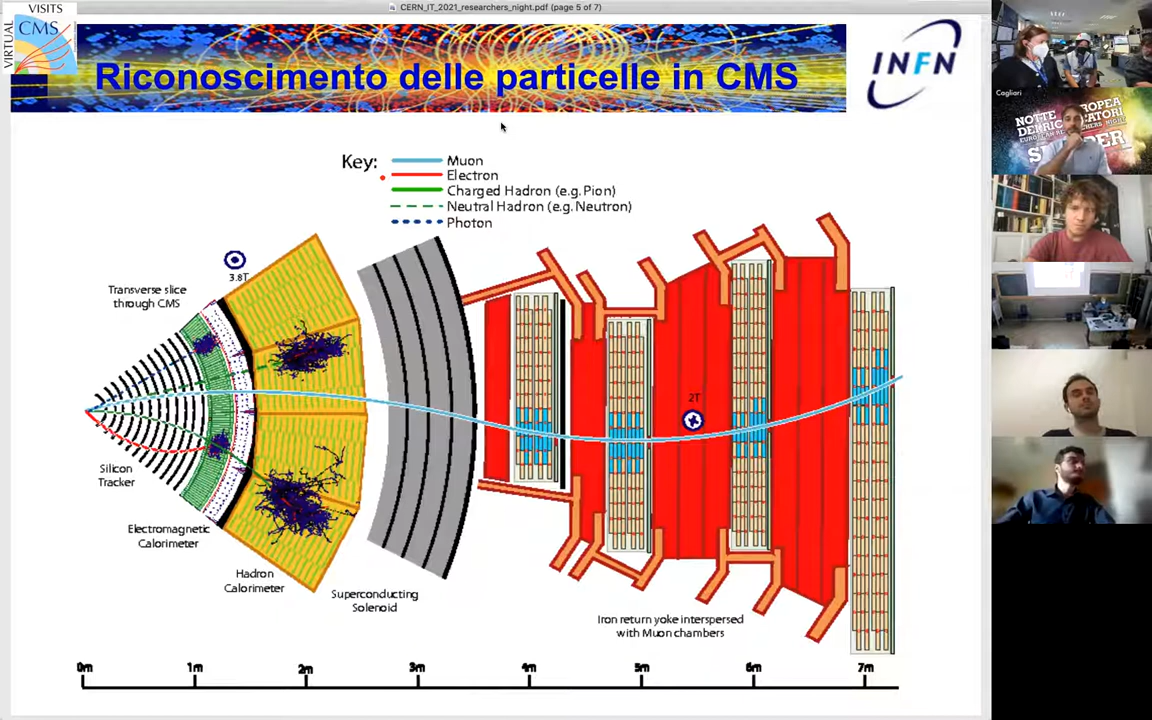 CERN_IT_2021_researchers_night.pdf (page 5 of 7)
VISITS
VIRTUAL
CMS
Riconoscimento delle particelle in CMS
INFN
Key:
Muon
Electron
Charged Hadron (e.g. Pion)
Neutral Hadron (e.g. Neutron)
Photon
3.8T
Transverse slice
through CMS
2T
Silicon
Tracker
Electromagnetic
Calorimeter
Hadron
Calorimeter
Superconducting
Solenoid
Iron return yoke interspersed
with Muon chambers
0m 1m 2m 3m 4m 5m 6m 7m
Cagliari
NOTTE